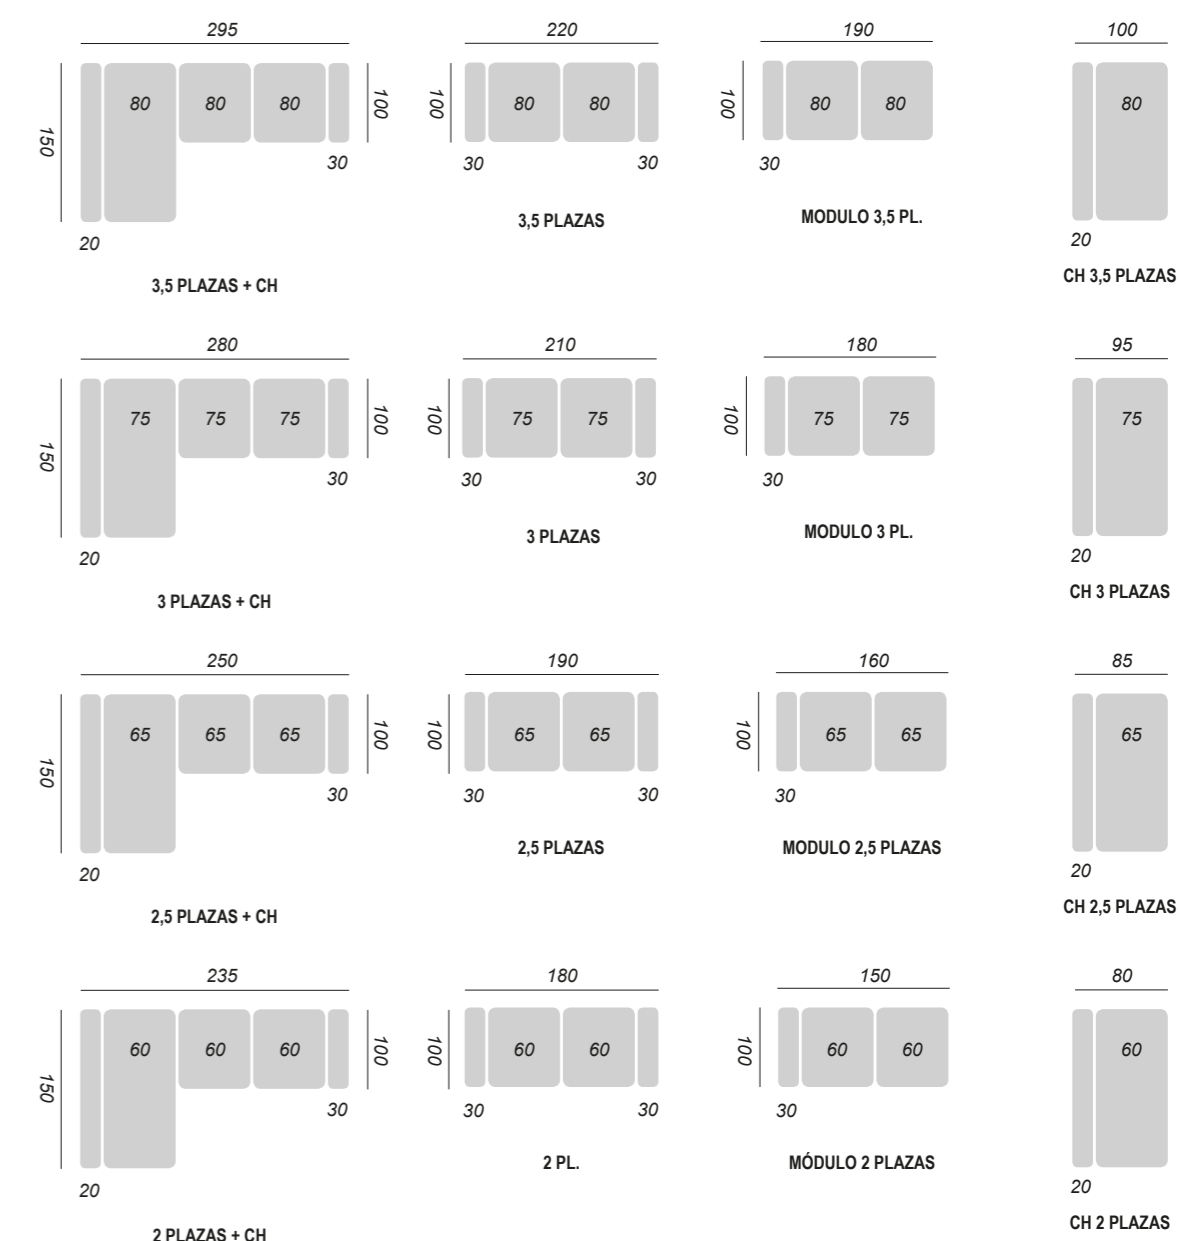 295 220 190 100
80 80 80 80 80 80 80 80
150 100 100 100
30 30 30 30
20 20
3,5 PLAZAS + CH 3,5 PLAZAS MODULO 3,5 PL. CH 3,5 PLAZAS
280 210 180 95
75 75 75 75 75 75 75 75
150 100 100 100
30 30 30 30
20 20
3 PLAZAS + CH 3 PLAZAS MODULO 3 PL. CH 3 PLAZAS
250 190 160 85
65 65 65 65 65 65 65 65
150 100 100 100
30 30 30 30
20 20
2,5 PLAZAS + CH 2,5 PLAZAS MODULO 2,5 PLAZAS CH 2,5 PLAZAS
235 180 150 80
60 60 60 60 60 60 60 60
150 100 100 100
30 30 30 30
20 20
2 PLAZAS + CH 2 PL. MÓDULO 2 PLAZAS CH 2 PLAZAS